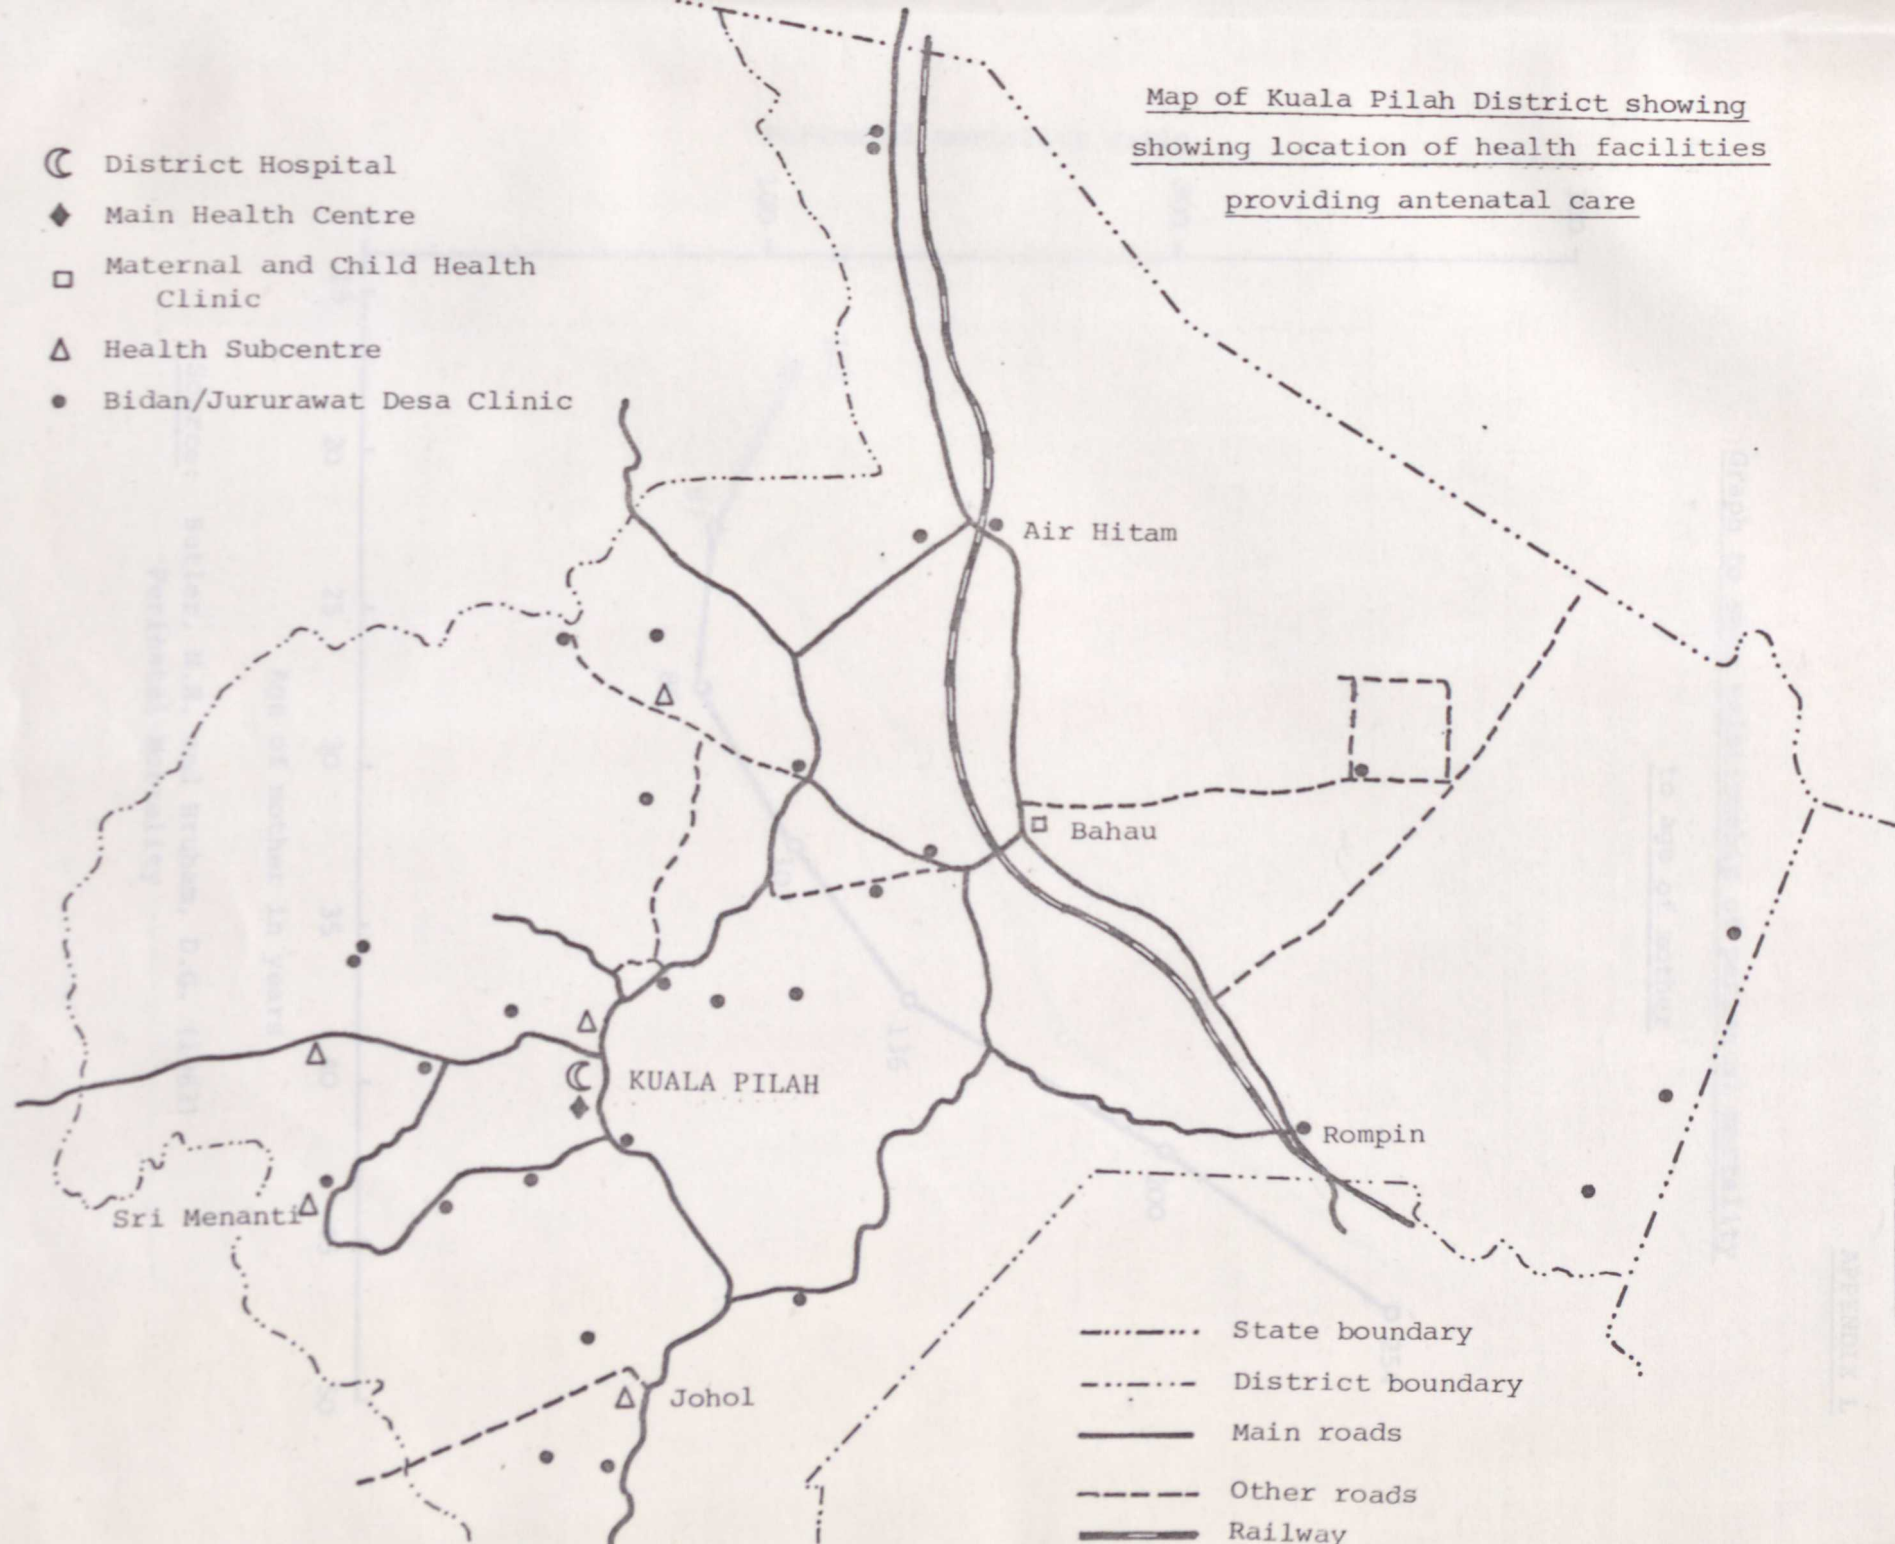 Map of Kuala Pilah District showing
showing location of health facilities
providing antenatal care
District Hospital
Main Health Centre
Maternal and Child Health
Clinic
Health Subcentre
Bidan/Jururawat Desa Clinic
Air Hitam
Bahau
KUALA PILAH
Rompin
Sri Menanti
Johol
State boundary
District boundary
Main roads
Other roads
Railway